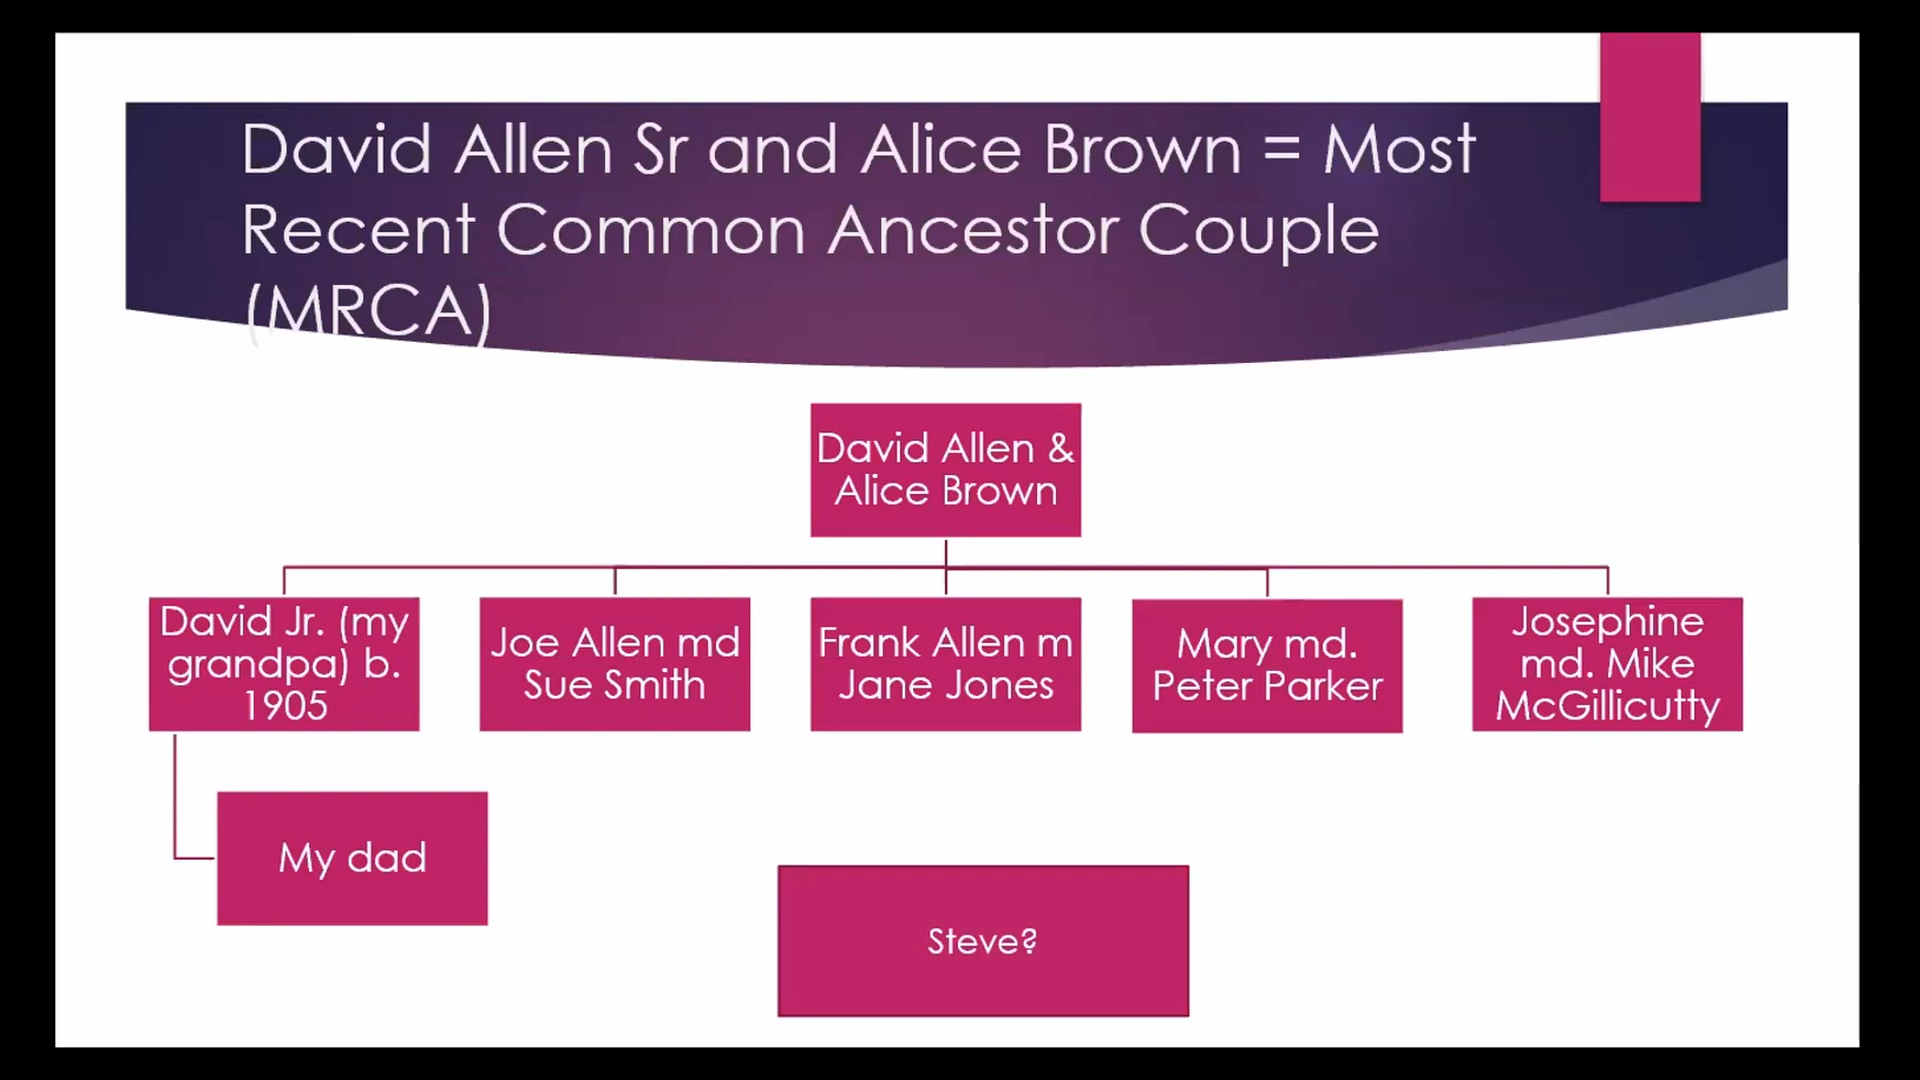 David Allen Sr and Alice Brown = Most
Recent Common Ancestor Couple
(MRCA)
David Allen &
Alice Brown
David Jr. (my
grandpa) b.
1905
Joe Allen md
Sue Smith
Frank Allen m
Jane Jones
Mary md.
Peter Parker
Josephine
md. Mike
McGillicutty
My dad
Steve?